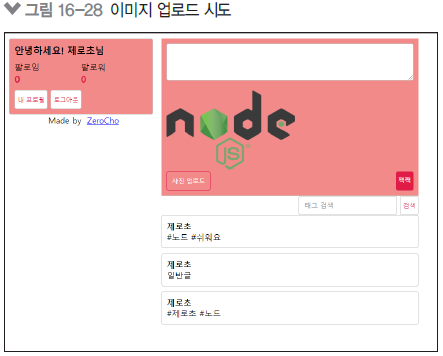 그림 16-28 이미지 업로드 시도
안녕하세요! 제로초님
팔로잉 팔로워
0 0
내 프로필 로그아웃
Made by ZeroCho
node
JS
사진 업로드 짹짹
태그 검색 검색
제로초
#노드 #쉬워요
제로초
일반글
제로초
#제로초 #노드